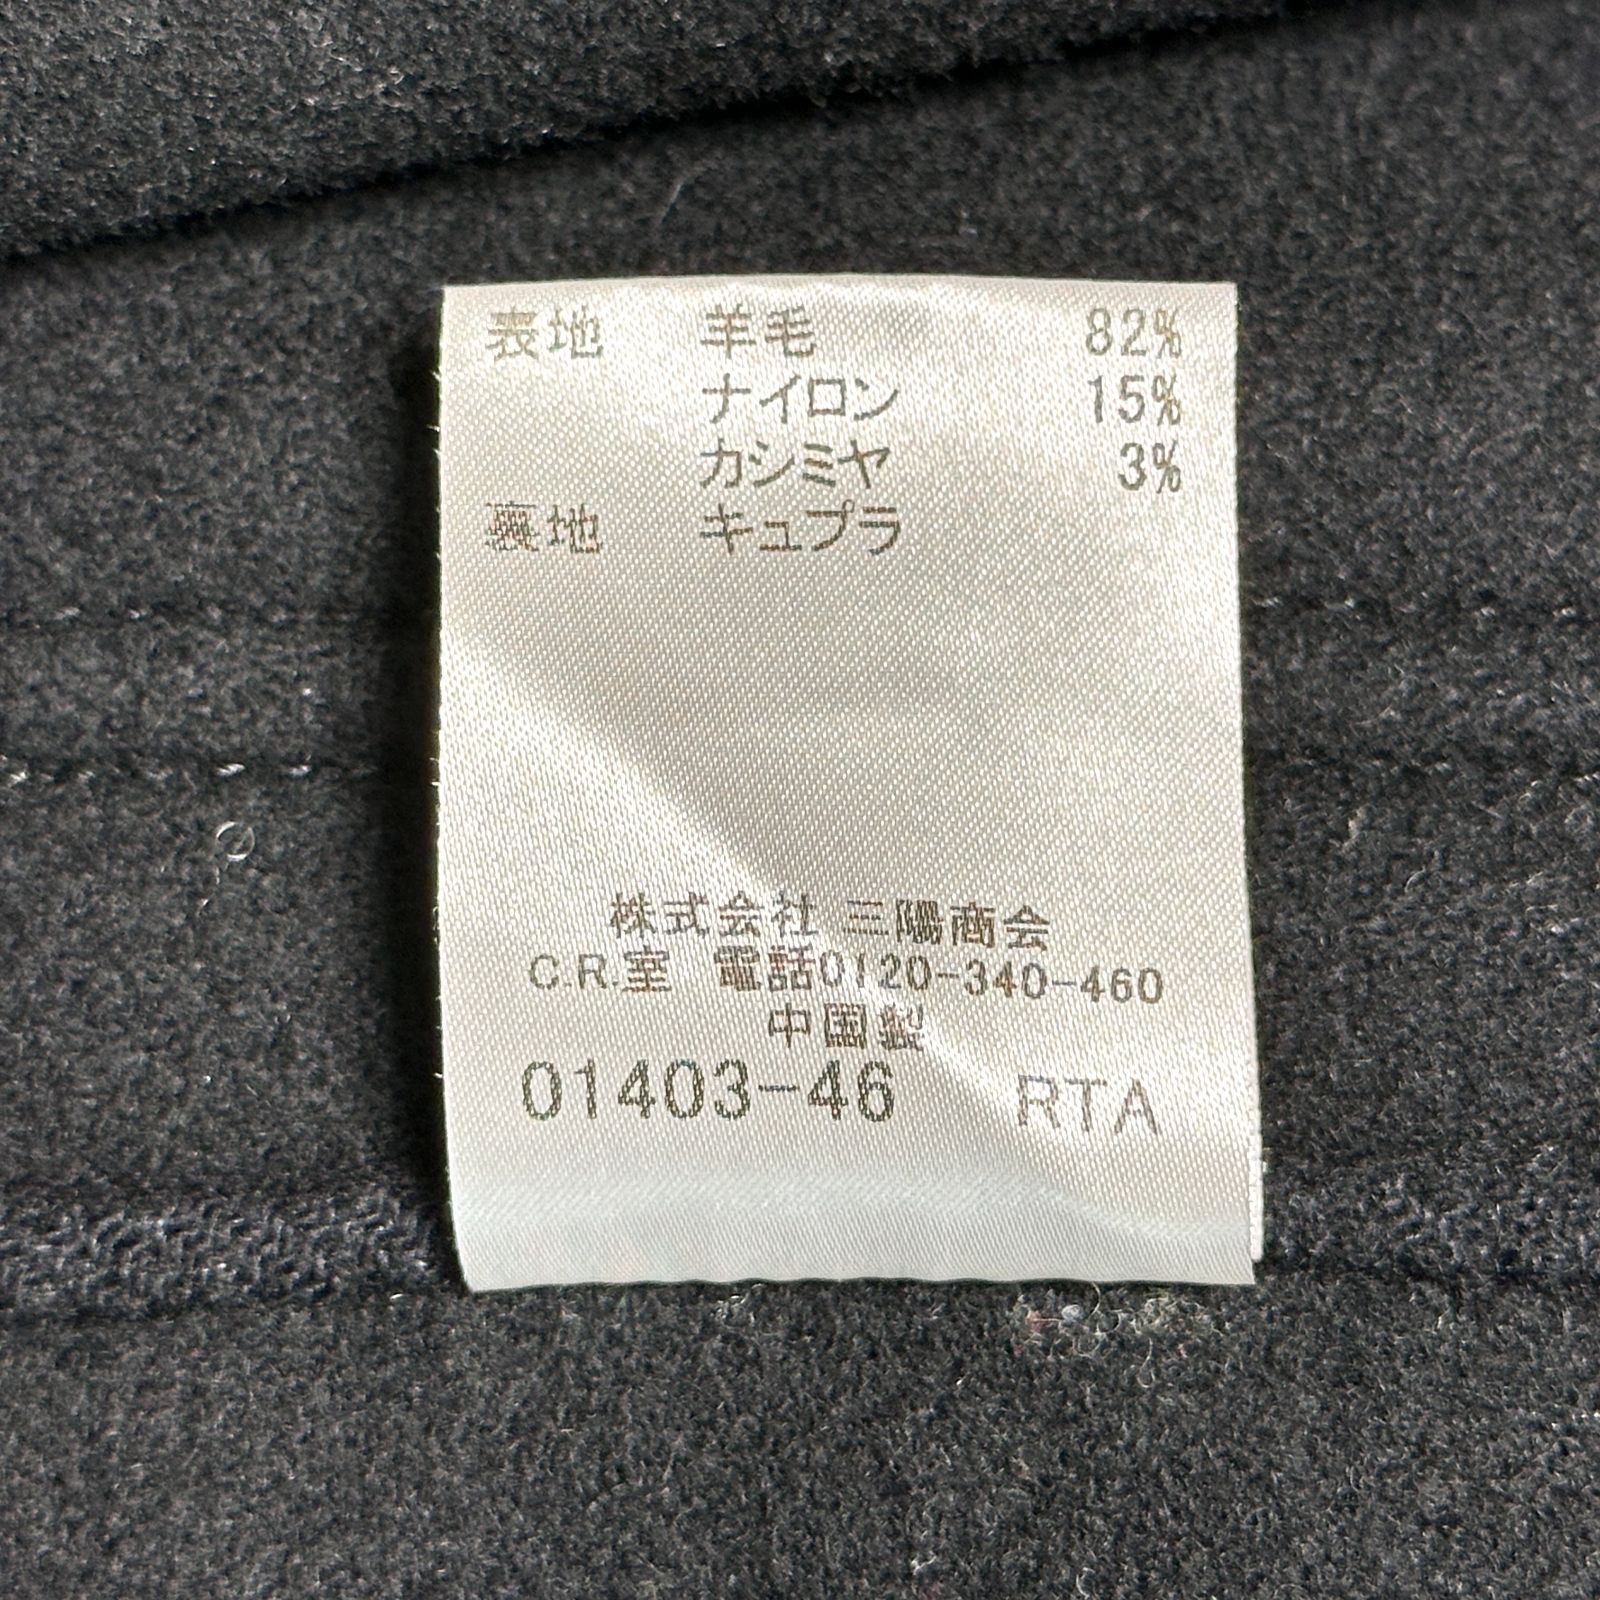 表地 羊毛 82%
ナイロン 15%
カシミヤ 3%
裏地 キュプラ
株式会社 三陽商会
C.R.室 電話0120-340-460
中国製
01403-46 RTA